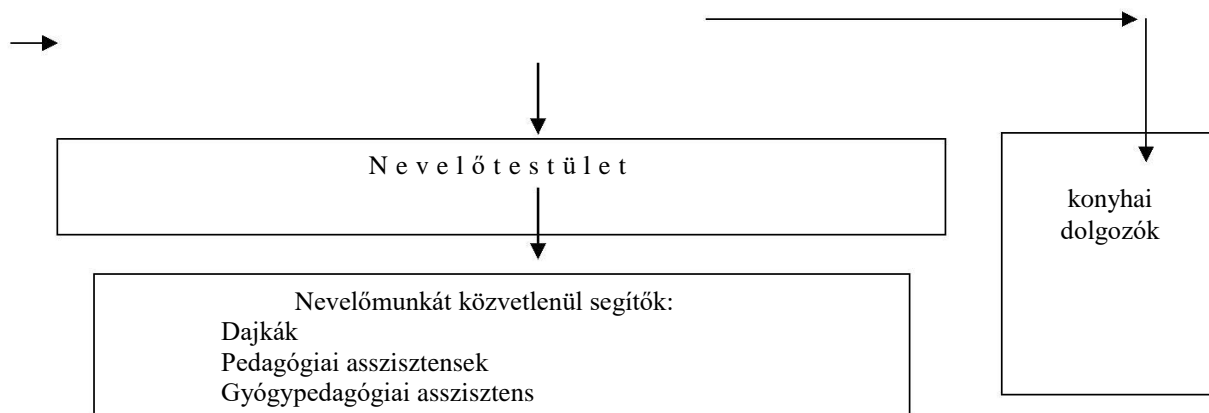 N e v e l ő t e s t ü l e t
konyhai
dolgozók
Nevelőmunkát közvetlenül segítők:
Dajkák
Pedagógiai asszisztensek
Gyógypedagógiai asszisztens